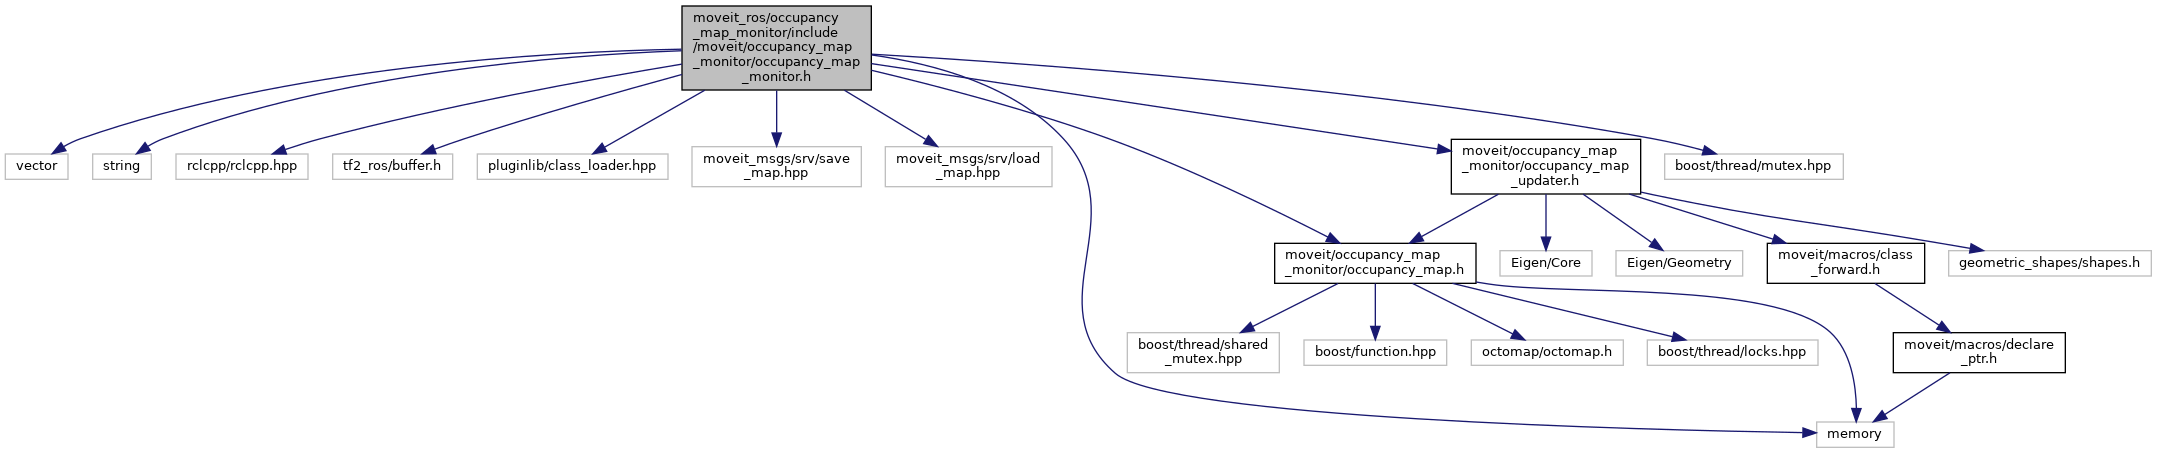 moveit_ros/occupancy
_map_monitor/include
/moveit/occupancy_map
_monitor/occupancy_map
_monitor.h
vector
string
rclcpp/rclcpp.hpp
tf2_ros/buffer.h
pluginlib/class_loader.hpp
moveit_msgs/srv/save
_map.hpp
moveit_msgs/srv/load
_map.hpp
moveit/occupancy_map
_monitor/occupancy_map
_updater.h
boost/thread/mutex.hpp
moveit/occupancy_map
_monitor/occupancy_map.h
Eigen/Core
Eigen/Geometry
moveit/macros/class
_forward.h
geometric_shapes/shapes.h
boost/thread/shared
_mutex.hpp
boost/function.hpp
octomap/octomap.h
boost/thread/locks.hpp
moveit/macros/declare
_ptr.h
memory